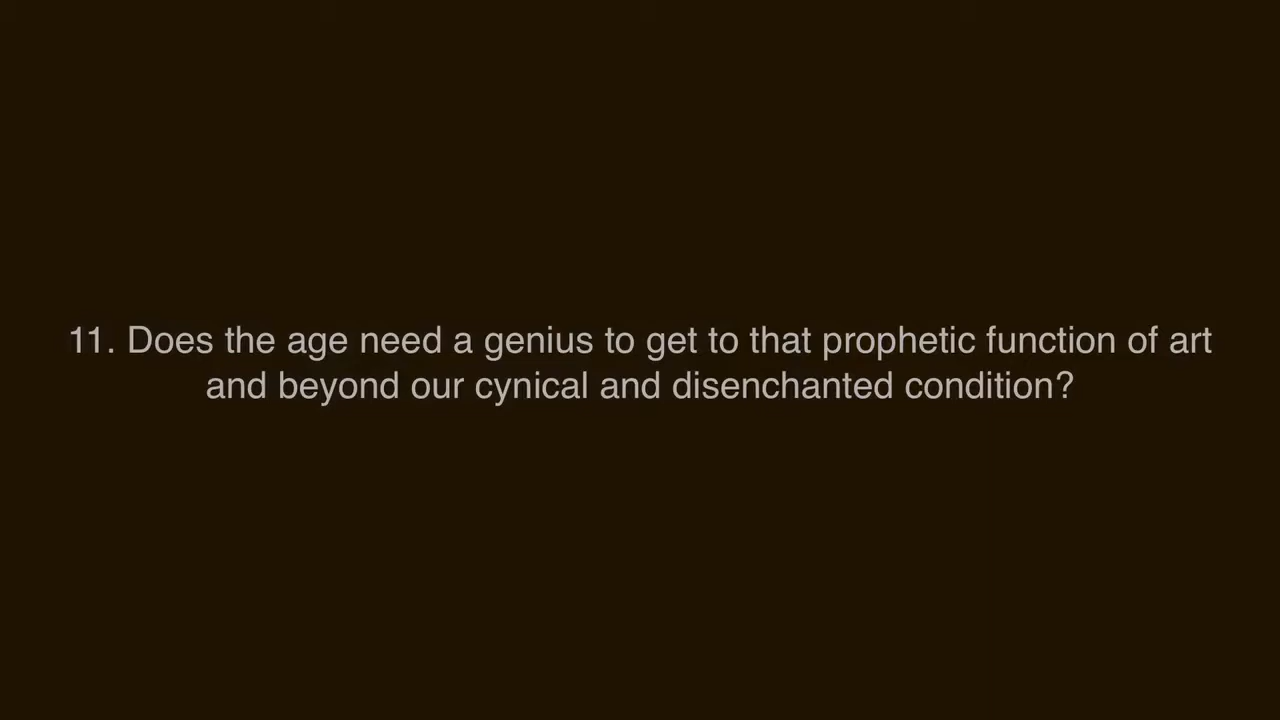 11. Does the age need a genius to get to that prophetic function of art
and beyond our cynical and disenchanted condition?